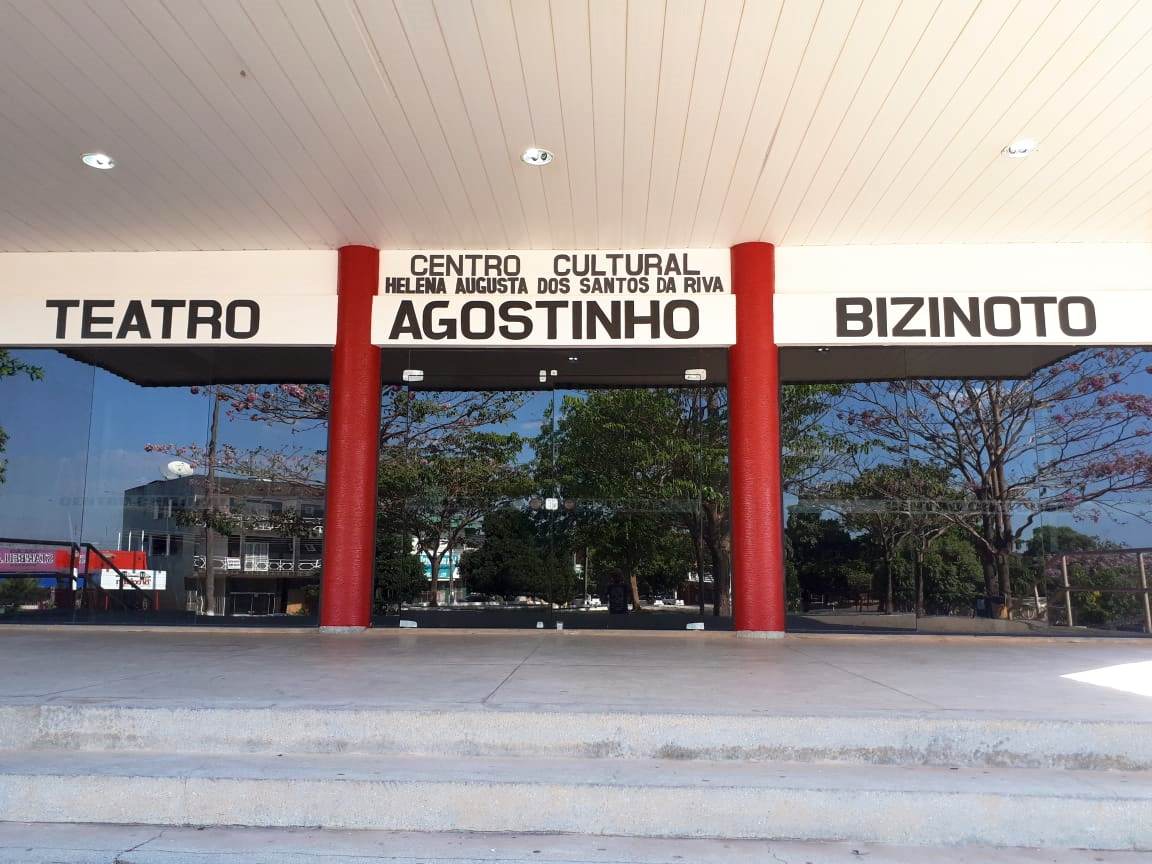 CENTRO CULTURAL
HELENA AUGUSTA DOS SANTOS DA RIVA
TEATRO AGOSTINHO BIZINOTO